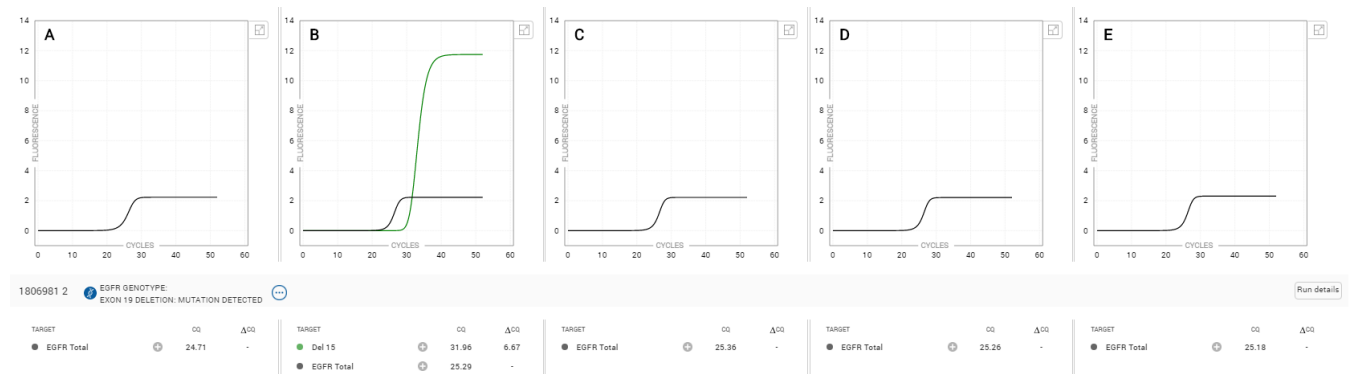 A
B
C
D
E
14 14 14 14 14
12 12 12 12 12
10 10 10 10 10
8 8 8 8 8
6 6 6 6 6
4 4 4 4 4
2 2 2 2 2
0 0 0 0 0
FLUORESCENCE FLUORESCENCE FLUORESCENCE FLUORESCENCE FLUORESCENCE
CYCLES CYCLES CYCLES CYCLES CYCLES
0 10 20 30 40 50 60 0 10 20 30 40 50 60 0 10 20 30 40 50 60 0 10 20 30 40 50 60 0 10 20 30 40 50 60
1806981 2 EGFR GENOTYPE: Run details
EXON 19 DELETION: MUTATION DETECTED
TARGET CQ ΔCQ TARGET CQ ΔCQ TARGET CQ ΔCQ TARGET CQ ΔCQ TARGET CQ ΔCQ
EGFR Total 24.71 - Del 15 31.96 6.67 EGFR Total 25.36 - EGFR Total 25.26 - EGFR Total 25.18 -
EGFR Total 25.29 -